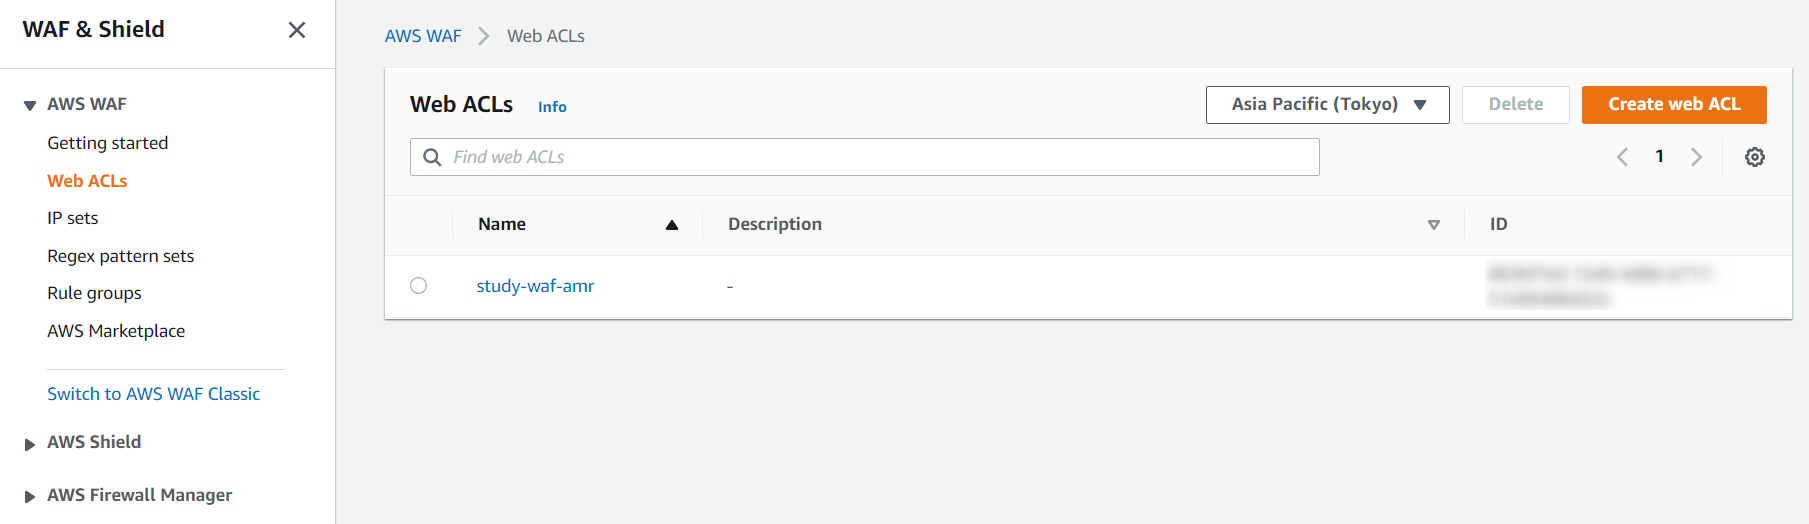 WAF & Shield
AWS WAF
Getting started
Web ACLs
IP sets
Regex pattern sets
Rule groups
AWS Marketplace
Switch to AWS WAF Classic
AWS Shield
AWS Firewall Manager
AWS WAF Web ACLs
Web ACLs Info
Asia Pacific (Tokyo) Delete Create web ACL
Find web ACLs
1
Name Description ID
study-waf-amr -